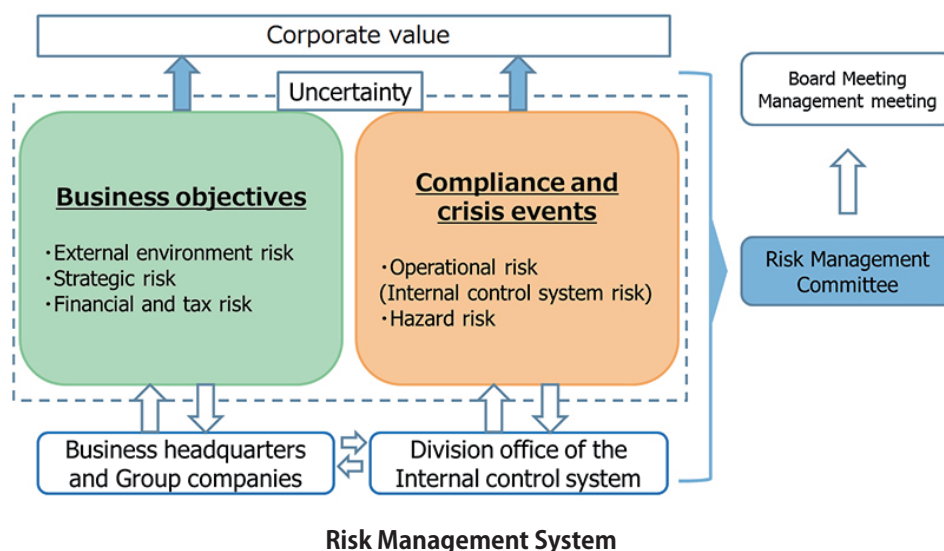 Corporate value
Uncertainty
Business objectives
・External environment risk
・Strategic risk
・Financial and tax risk
Compliance and
crisis events
・Operational risk
(Internal control system risk)
・Hazard risk
Business headquarters
and Group companies
Division office of the
Internal control system
Board Meeting
Management meeting
Risk Management
Committee
Risk Management System